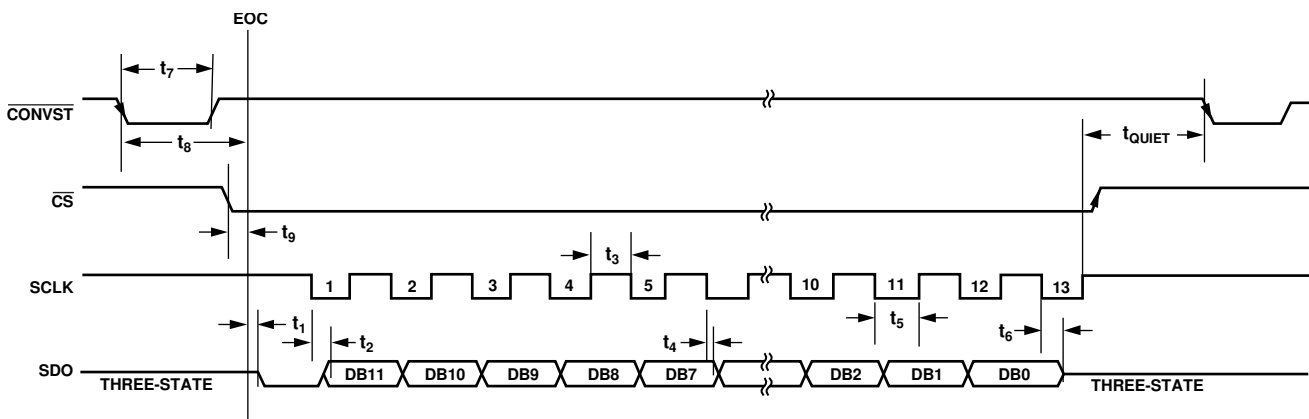 EOC
t7
CONVST
t8
tQUIET
CS
t9
t3
SCLK
1 2 3 4 5 10 11 12 13
t1
t2
t4
t5
t6
SDO
THREE-STATE
DB11 DB10 DB9 DB8 DB7 DB2 DB1 DB0
THREE-STATE